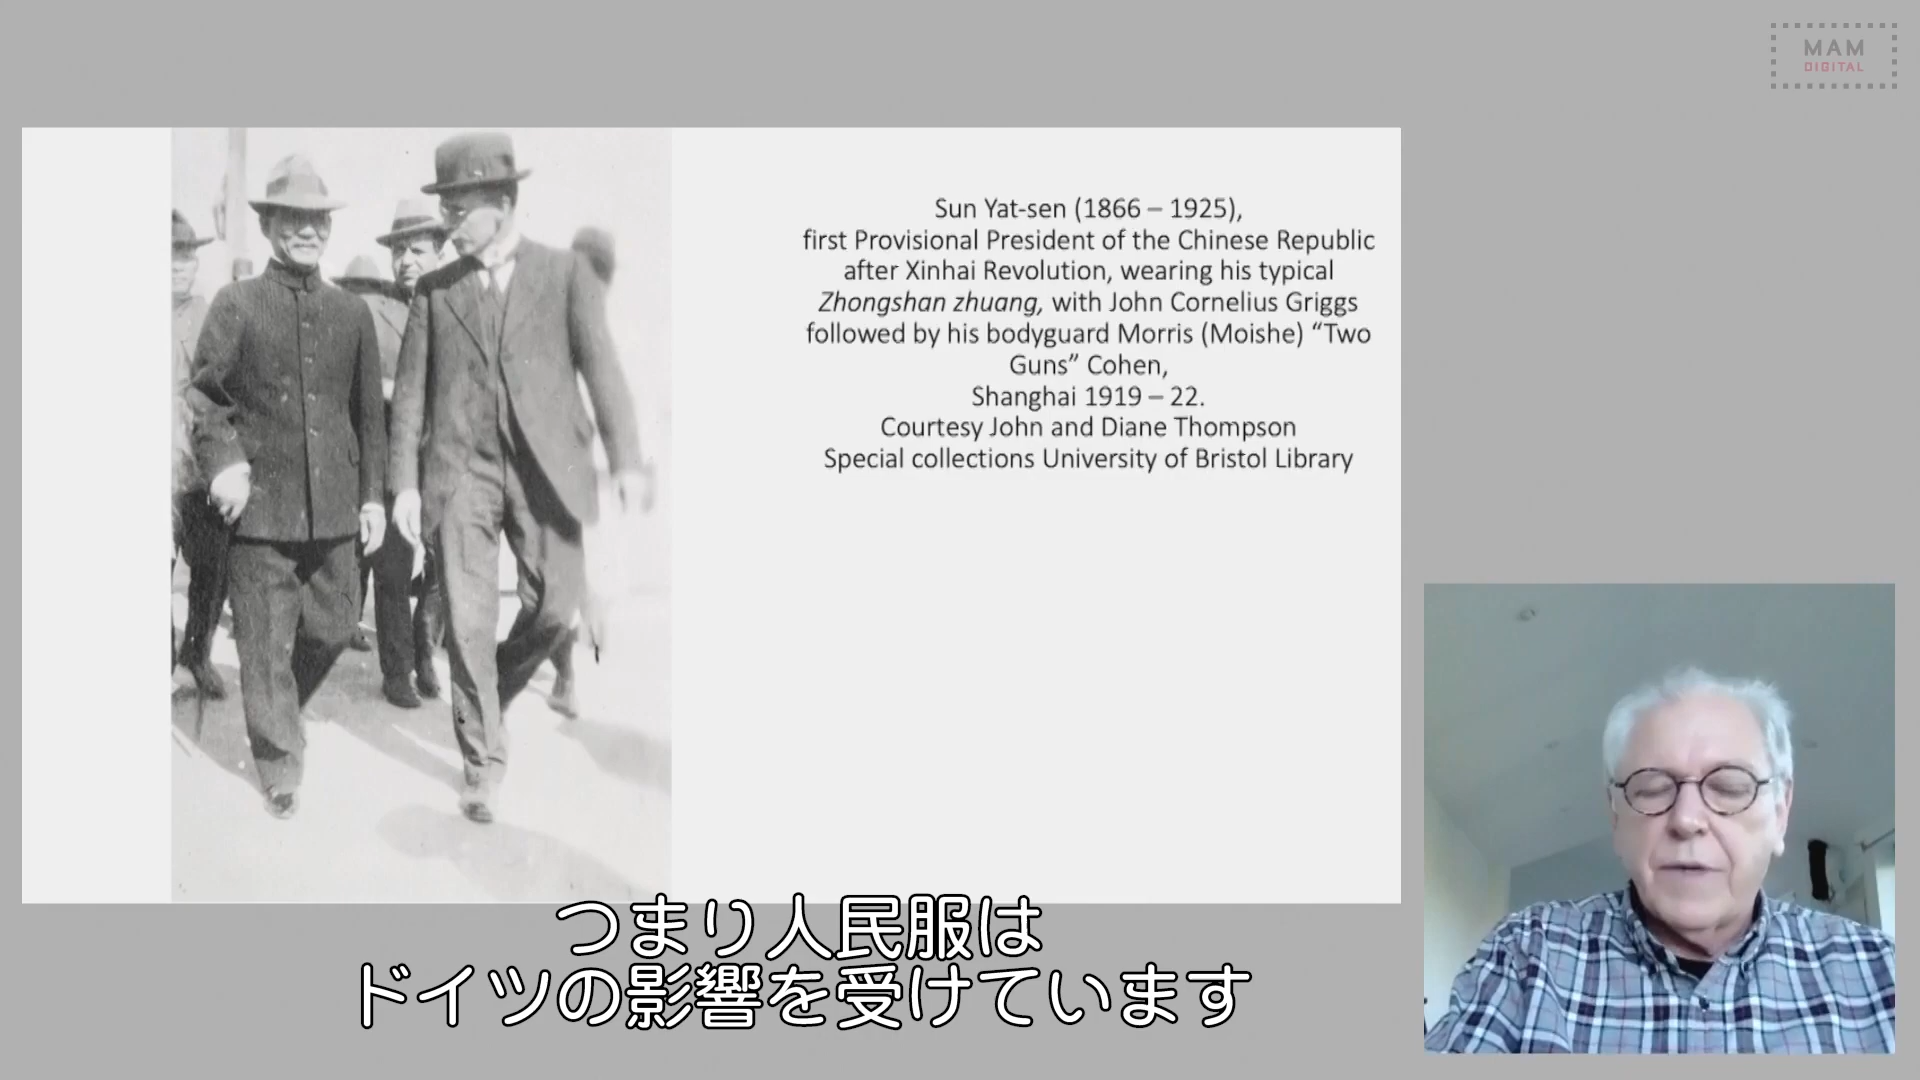 MAM
DIGITAL
Sun Yat-sen (1866 – 1925),
first Provisional President of the Chinese Republic
after Xinhai Revolution, wearing his typical
Zhongshan zhuang, with John Cornelius Griggs
followed by his bodyguard Morris (Moishe) “Two
Guns” Cohen,
Shanghai 1919 – 22.
Courtesy John and Diane Thompson
Special collections University of Bristol Library
つまり人民服は
ドイツの影響を受けています